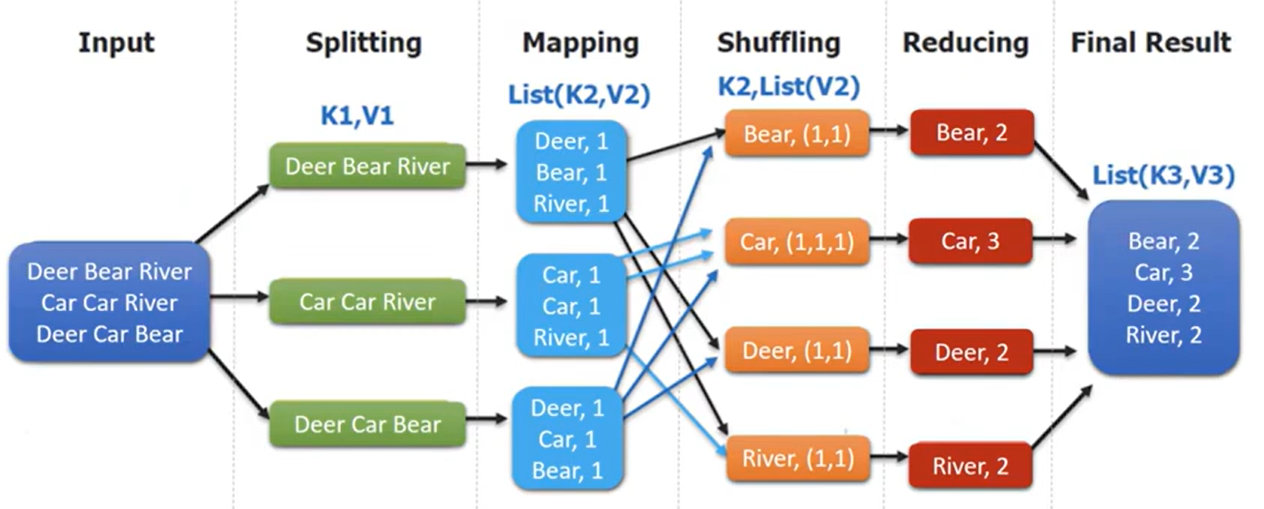 Input
Splitting
Mapping
Shuffling
Reducing
Final Result
K1,V1
List(K2,V2)
K2,List(V2)
List(K3,V3)
Deer Bear River
Car Car River
Deer Car Bear
Deer Bear River
Car Car River
Deer Car Bear
Deer, 1
Bear, 1
River, 1
Car, 1
Car, 1
River, 1
Deer, 1
Car, 1
Bear, 1
Bear, (1,1)
Car, (1,1,1)
Deer, (1,1)
River, (1,1)
Bear, 2
Car, 3
Deer, 2
River, 2
Bear, 2
Car, 3
Deer, 2
River, 2